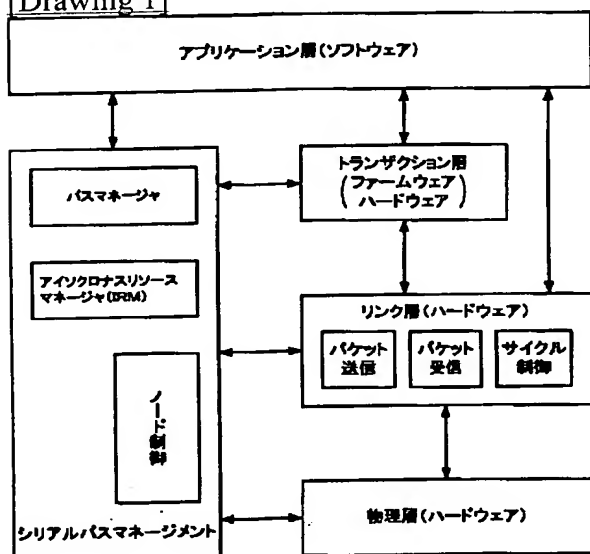 [Drawing 1]
アプリケーション層(ソフトウェア)
トランザクション層
(ファームウェア
ハードウェア)
バスマネージャ
アイソクロナスリソース
マネージャ(IRM)
リンク層(ハードウェア)
パケット
送信
パケット
受信
サイクル
制御
ノード制御
シリアルバスマネージメント
物理層(ハードウェア)